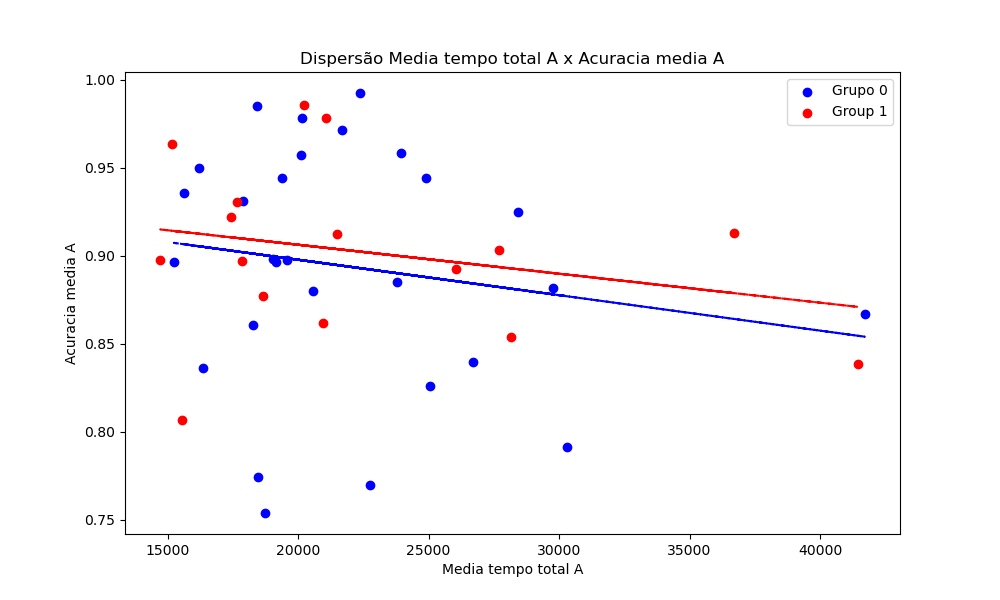 Dispersão Media tempo total A x Acuracia media A
Grupo 0
Group 1
Acuracia media A
1.00
0.95
0.90
0.85
0.80
0.75
15000
20000
25000
30000
35000
40000
Media tempo total A